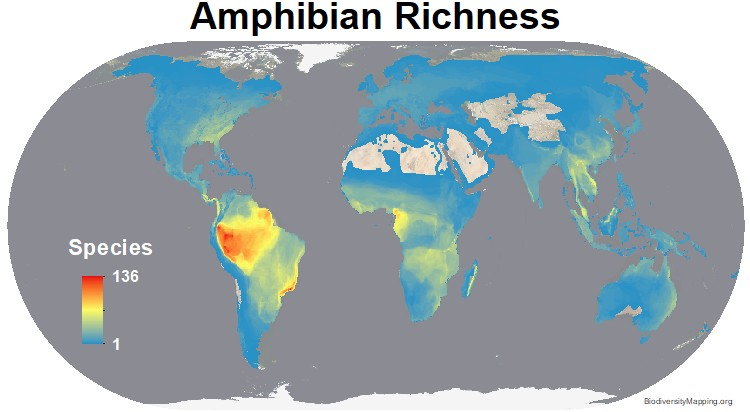 Amphibian Richness
Species
136
1
BiodiversityMapping.org